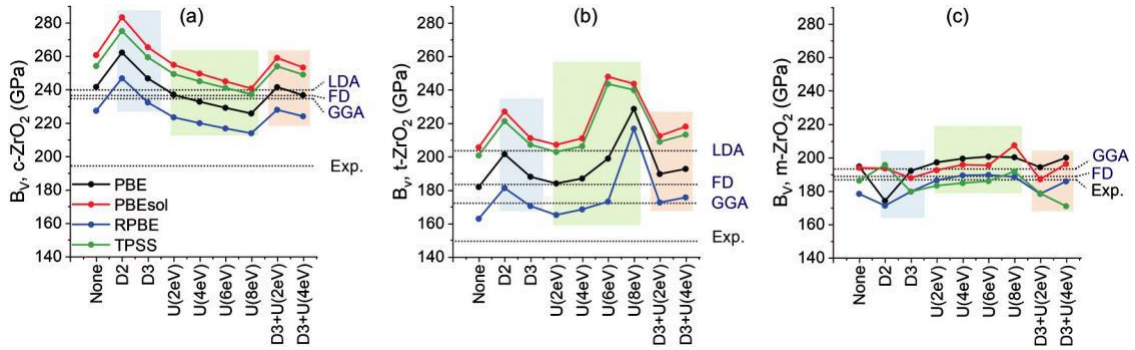 (a)
B_v, c-ZrO₂ (GPa)
280
260
240
220
200
180
160
140
LDA
FD
GGA
Exp.
PBE
PBEsol
RPBE
TPSS
None
D2
D3
U(2eV)
U(4eV)
U(6eV)
U(8eV)
D3+U(2eV)
D3+U(4eV)
(b)
B_v, t-ZrO₂ (GPa)
280
260
240
220
200
180
160
140
LDA
FD
GGA
Exp.
None
D2
D3
U(2eV)
U(4eV)
U(6eV)
U(8eV)
D3+U(2eV)
D3+U(4eV)
(c)
B_v, m-ZrO₂ (GPa)
280
260
240
220
200
180
160
140
GGA
FD
Exp.
None
D2
D3
U(2eV)
U(4eV)
U(6eV)
U(8eV)
D3+U(2eV)
D3+U(4eV)